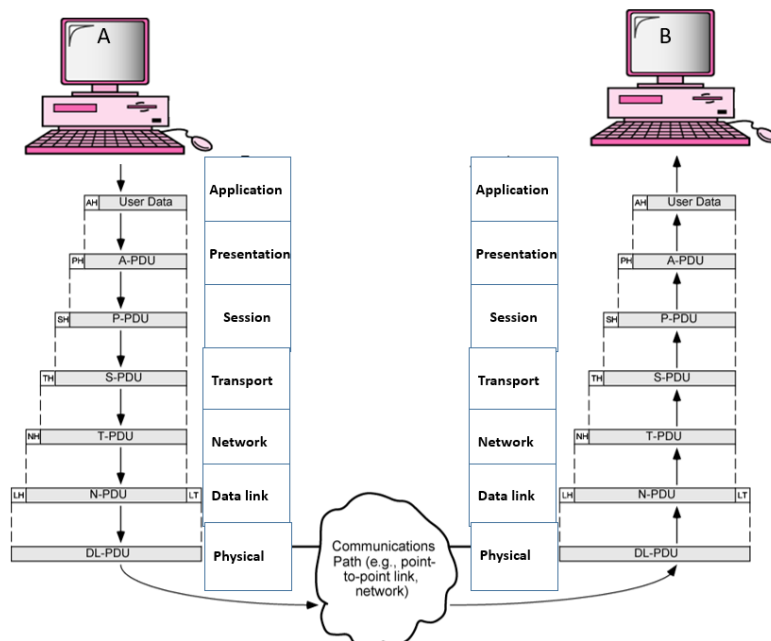 A
B
Application
Application
AH User Data
AH User Data
Presentation
Presentation
PH A-PDU
PH A-PDU
Session
Session
SH P-PDU
SH P-PDU
Transport
Transport
TH S-PDU
TH S-PDU
Network
Network
NH T-PDU
NH T-PDU
Data link
Data link
LH N-PDU LT
LH N-PDU LT
Physical
Physical
DL-PDU
DL-PDU
Communications
Path (e.g., point-
to-point link,
network)